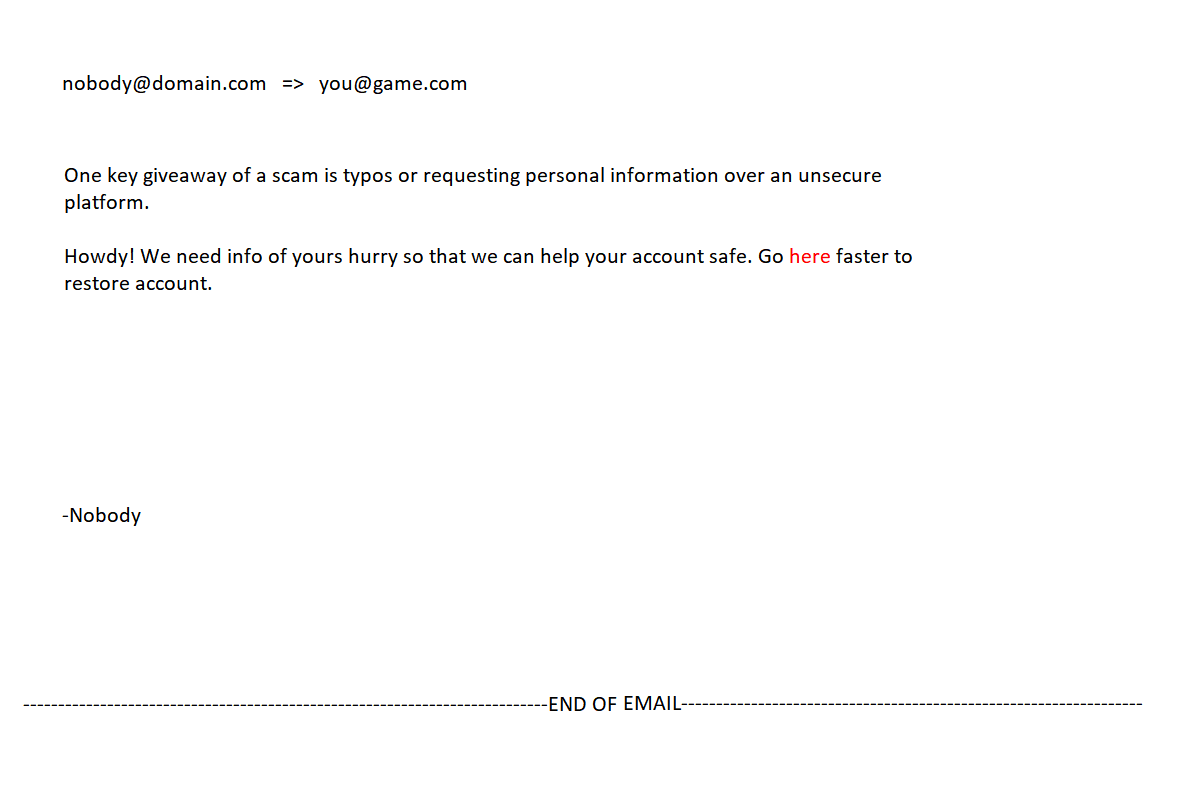 nobody@domain.com => you@game.com
One key giveaway of a scam is typos or requesting personal information over an unsecure
platform.
Howdy! We need info of yours hurry so that we can help your account safe. Go here faster to
restore account.
-Nobody
---------------------------------------------------------------------------END OF EMAIL------------------------------------------------------------------